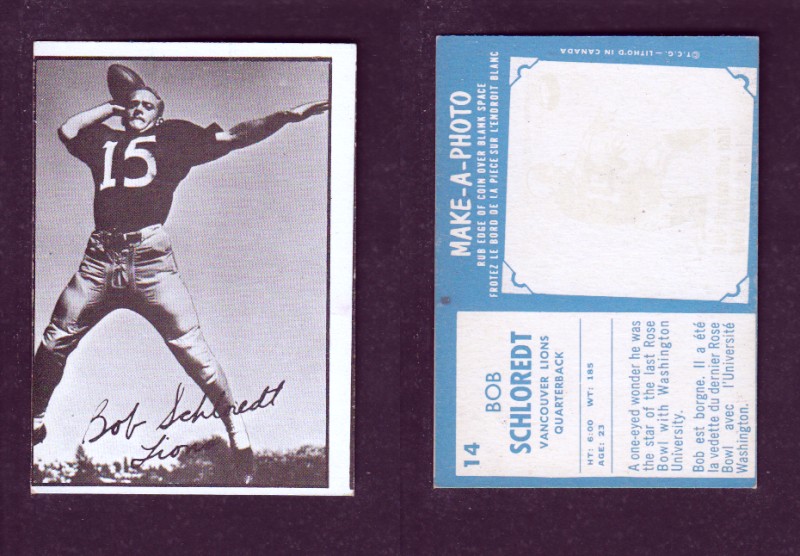 15
Bob Schloredt
Lions
©T.C.G. — LITHO'D IN CANADA
MAKE-A-PHOTO
RUB EDGE OF COIN OVER BLANK SPACE
FROTEZ LE BORD DE LA PIECE SUR L'ENDROIT BLANC
14
BOB
SCHLOREDT
VANCOUVER LIONS
QUARTERBACK
HT: 6:00 WT: 185
AGE: 23
A one-eyed wonder he was
the star of the last Rose
Bowl with Washington
University.
Bob est borgne. Il a été
la vedette du dernier Rose
Bowl avec l'Université
Washington.